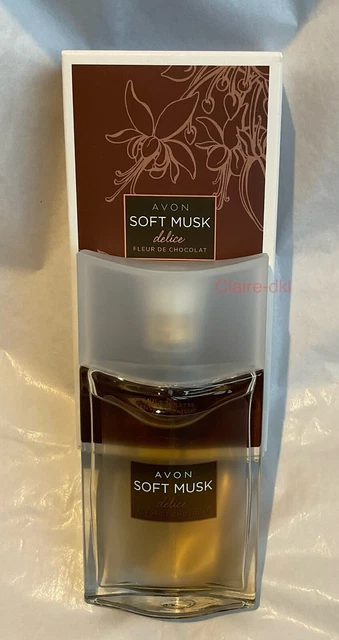 AVON
SOFT MUSK
delice
FLEUR DE CHOCOLAT
Claire-dkl
AVON
SOFT MUSK
delice